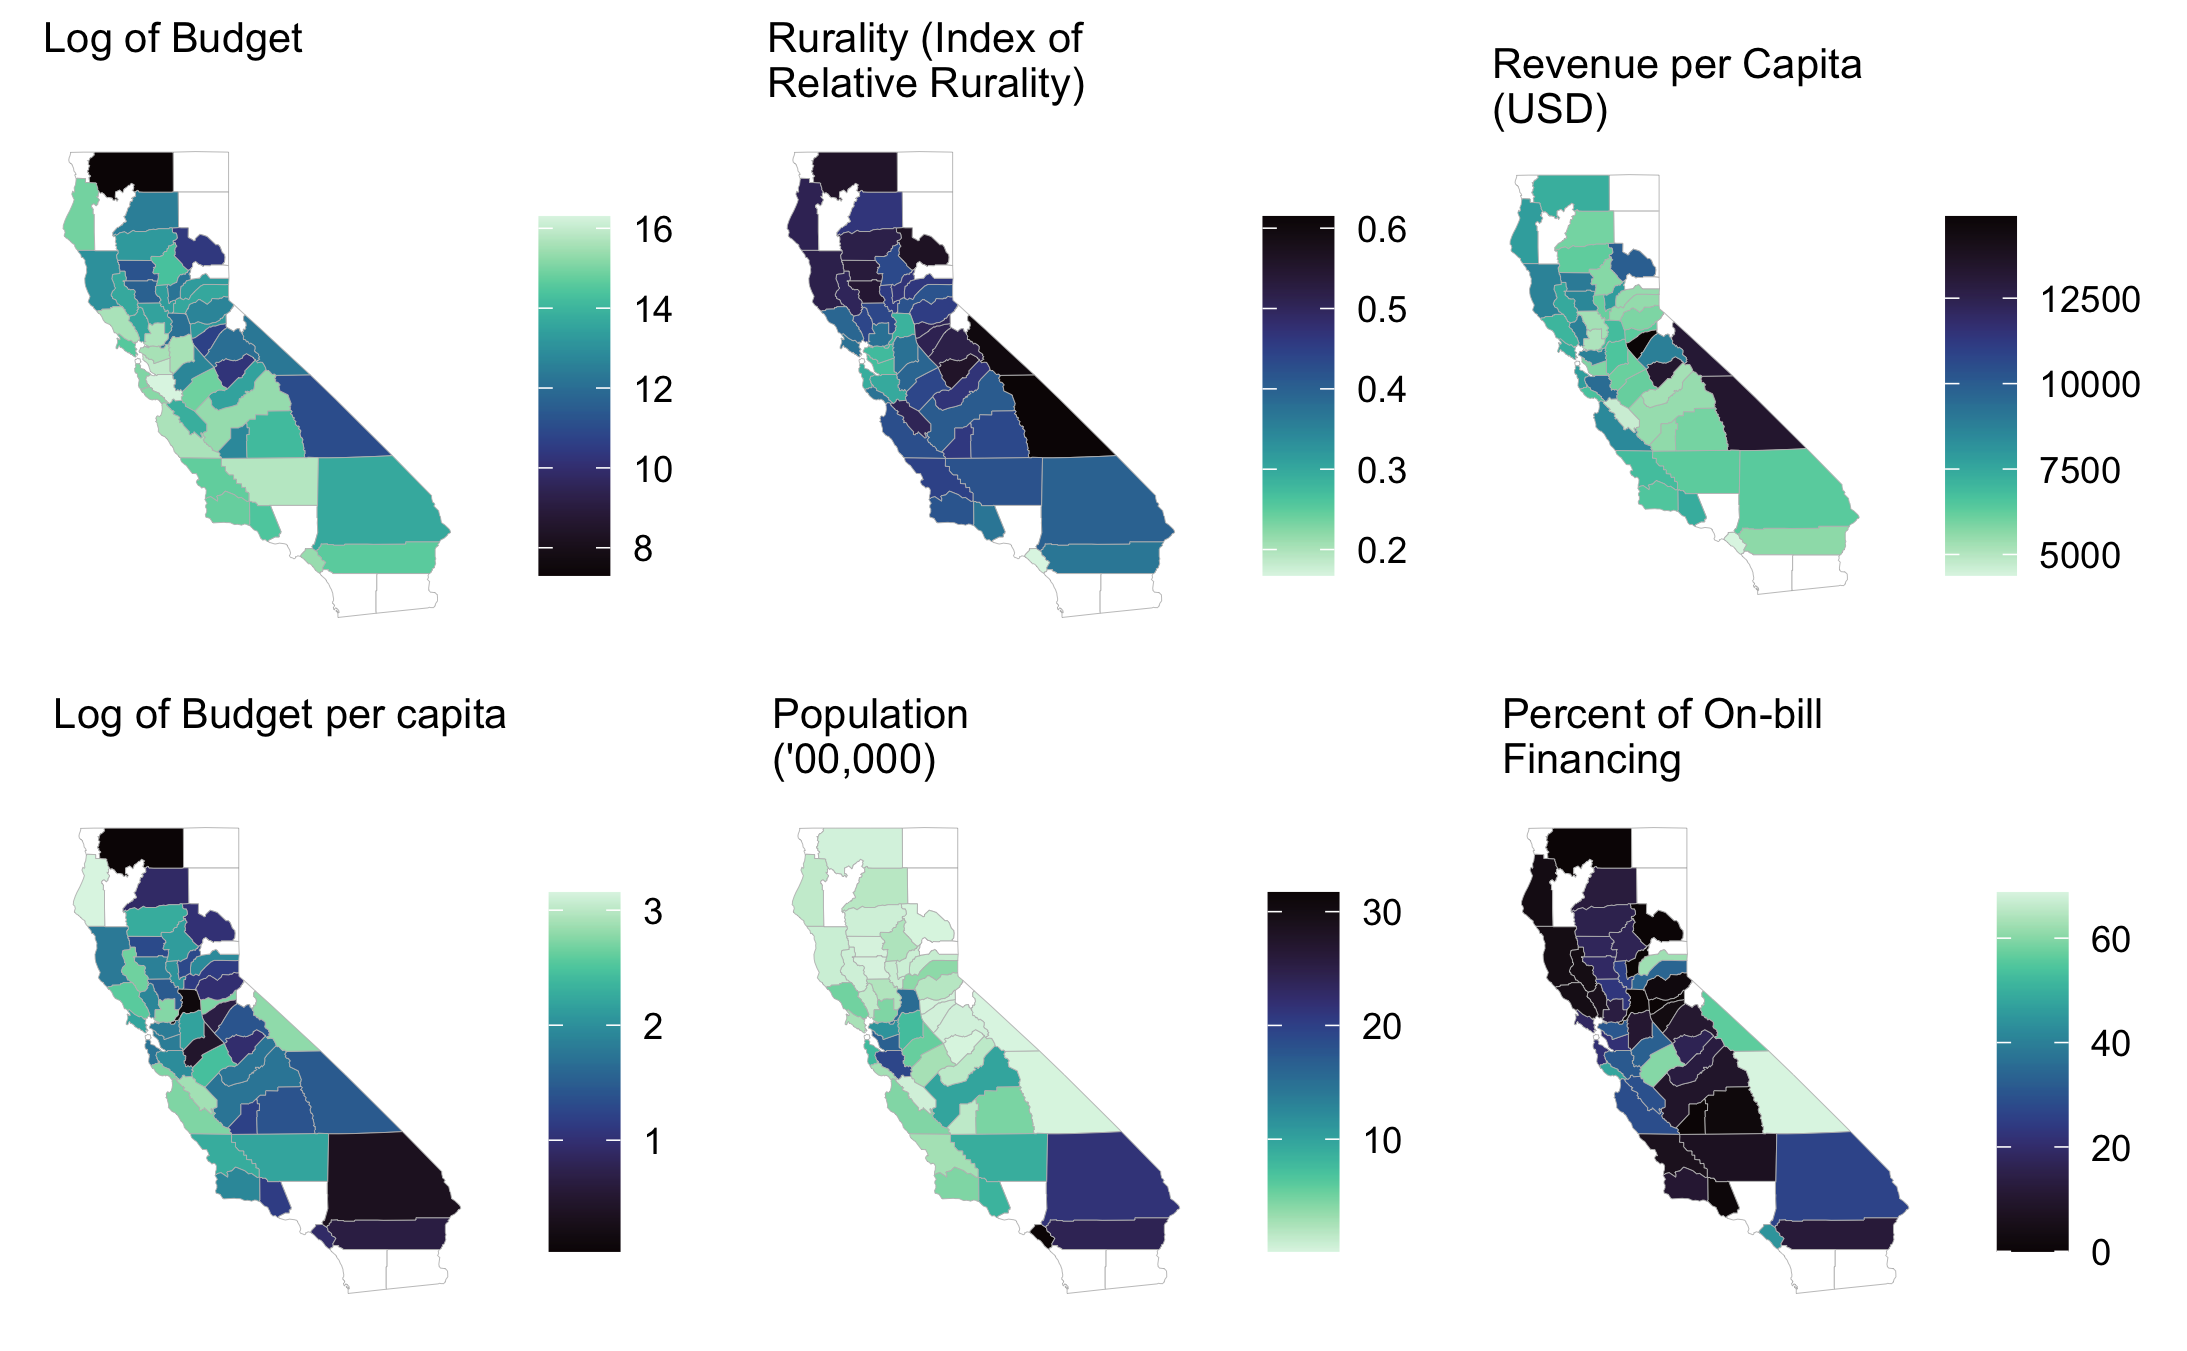 Log of Budget
16
14
12
10
8
Rurality (Index of
Relative Rurality)
0.6
0.5
0.4
0.3
0.2
Revenue per Capita
(USD)
12500
10000
7500
5000
Log of Budget per capita
3
2
1
Population
('00,000)
30
20
10
Percent of On-bill
Financing
60
40
20
0